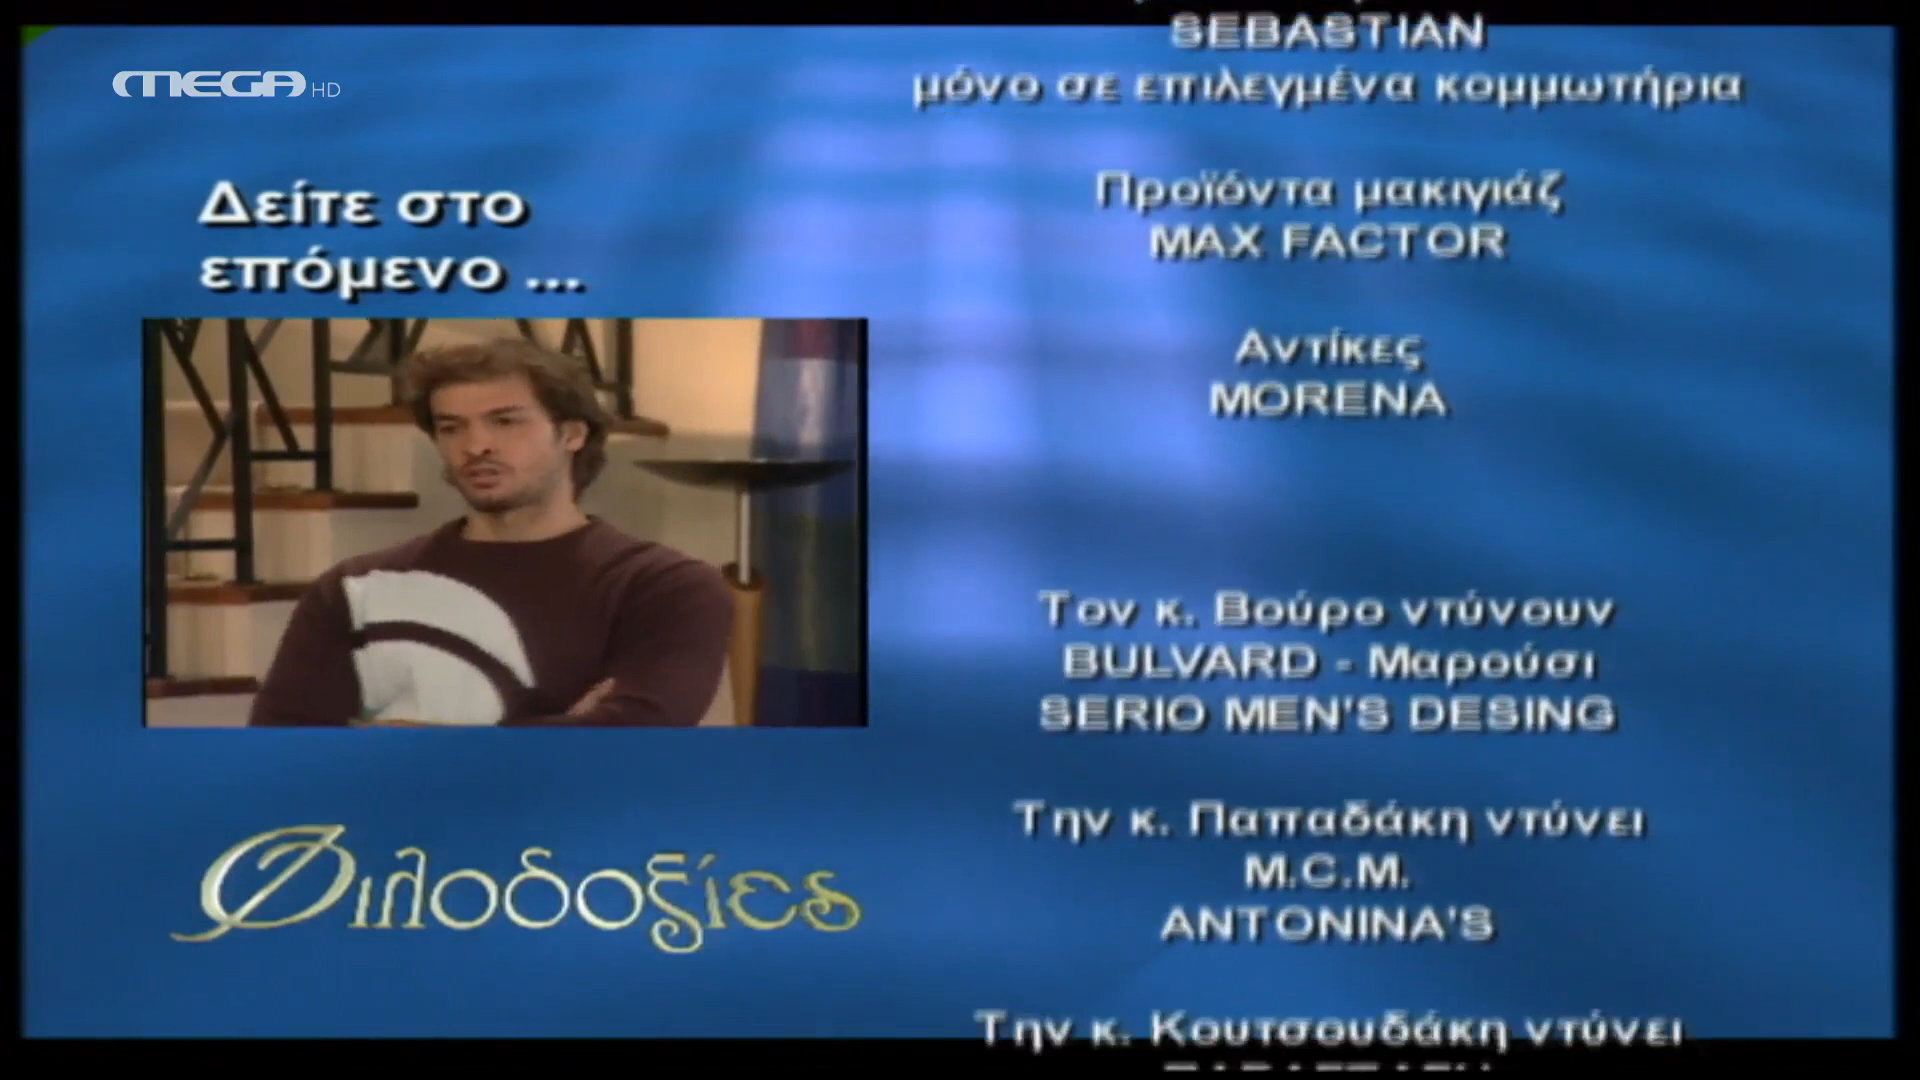 MEGA HD
Δείτε στο
επόμενο ...
Φιλοδοξίες
SEBASTIAN
μόνο σε επιλεγμένα κομμωτήρια
Προϊόντα μακιγιάζ
MAX FACTOR
Αντίκες
MORENA
Τον κ. Βούρο ντύνουν
BULVARD - Μαρούσι
SERIO MEN'S DESING
Την κ. Παπαδάκη ντύνει
M.C.M.
ANTONINA'S
Την κ. Κουτσουδάκη ντύνει